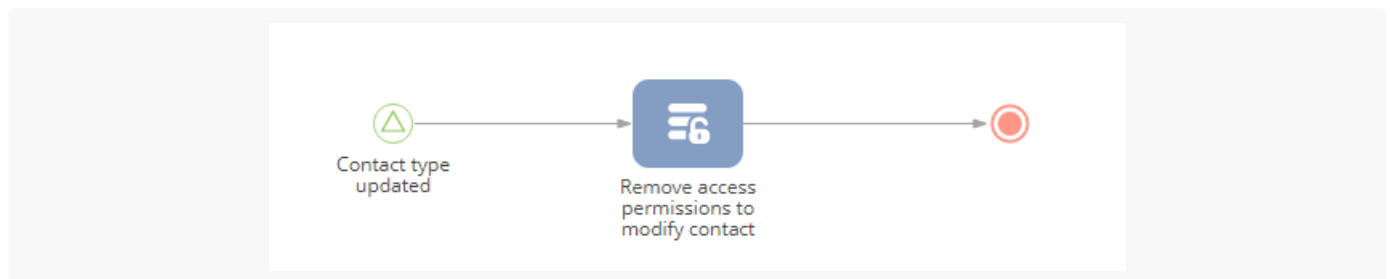 Contact type
updated
Remove access
permissions to
modify contact